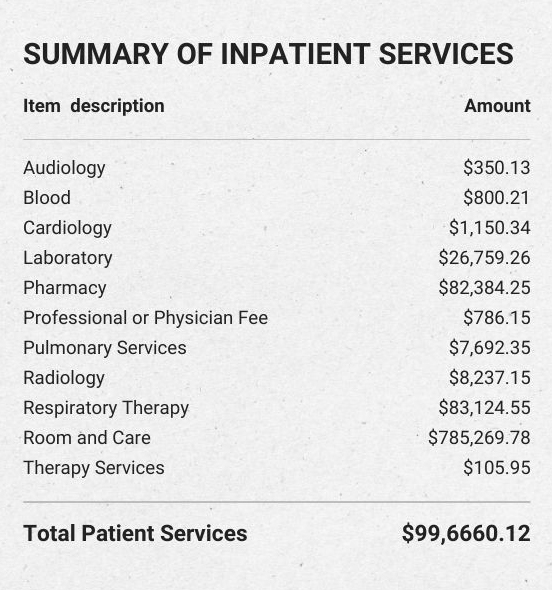 SUMMARY OF INPATIENT SERVICES
Item description Amount
Audiology $350.13
Blood $800.21
Cardiology $1,150.34
Laboratory $26,759.26
Pharmacy $82,384.25
Professional or Physician Fee $786.15
Pulmonary Services $7,692.35
Radiology $8,237.15
Respiratory Therapy $83,124.55
Room and Care $785,269.78
Therapy Services $105.95
Total Patient Services $99,6660.12